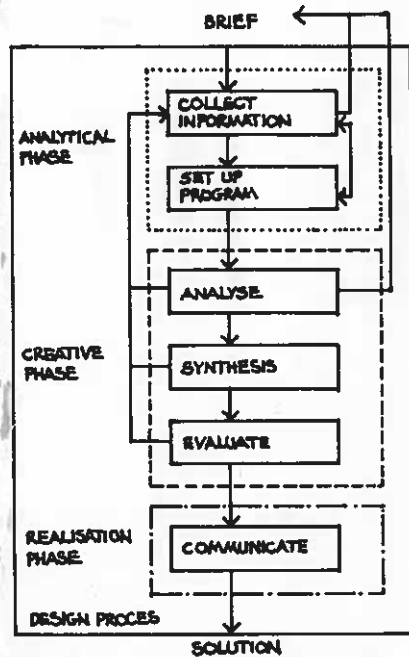 BRIEF
COLLECT
INFORMATION
ANALYTICAL
PHASE
SET UP
PROGRAM
ANALYSE
CREATIVE
PHASE
SYNTHESIS
EVALUATE
REALISATION
PHASE
COMMUNICATE
DESIGN PROCES
SOLUTION